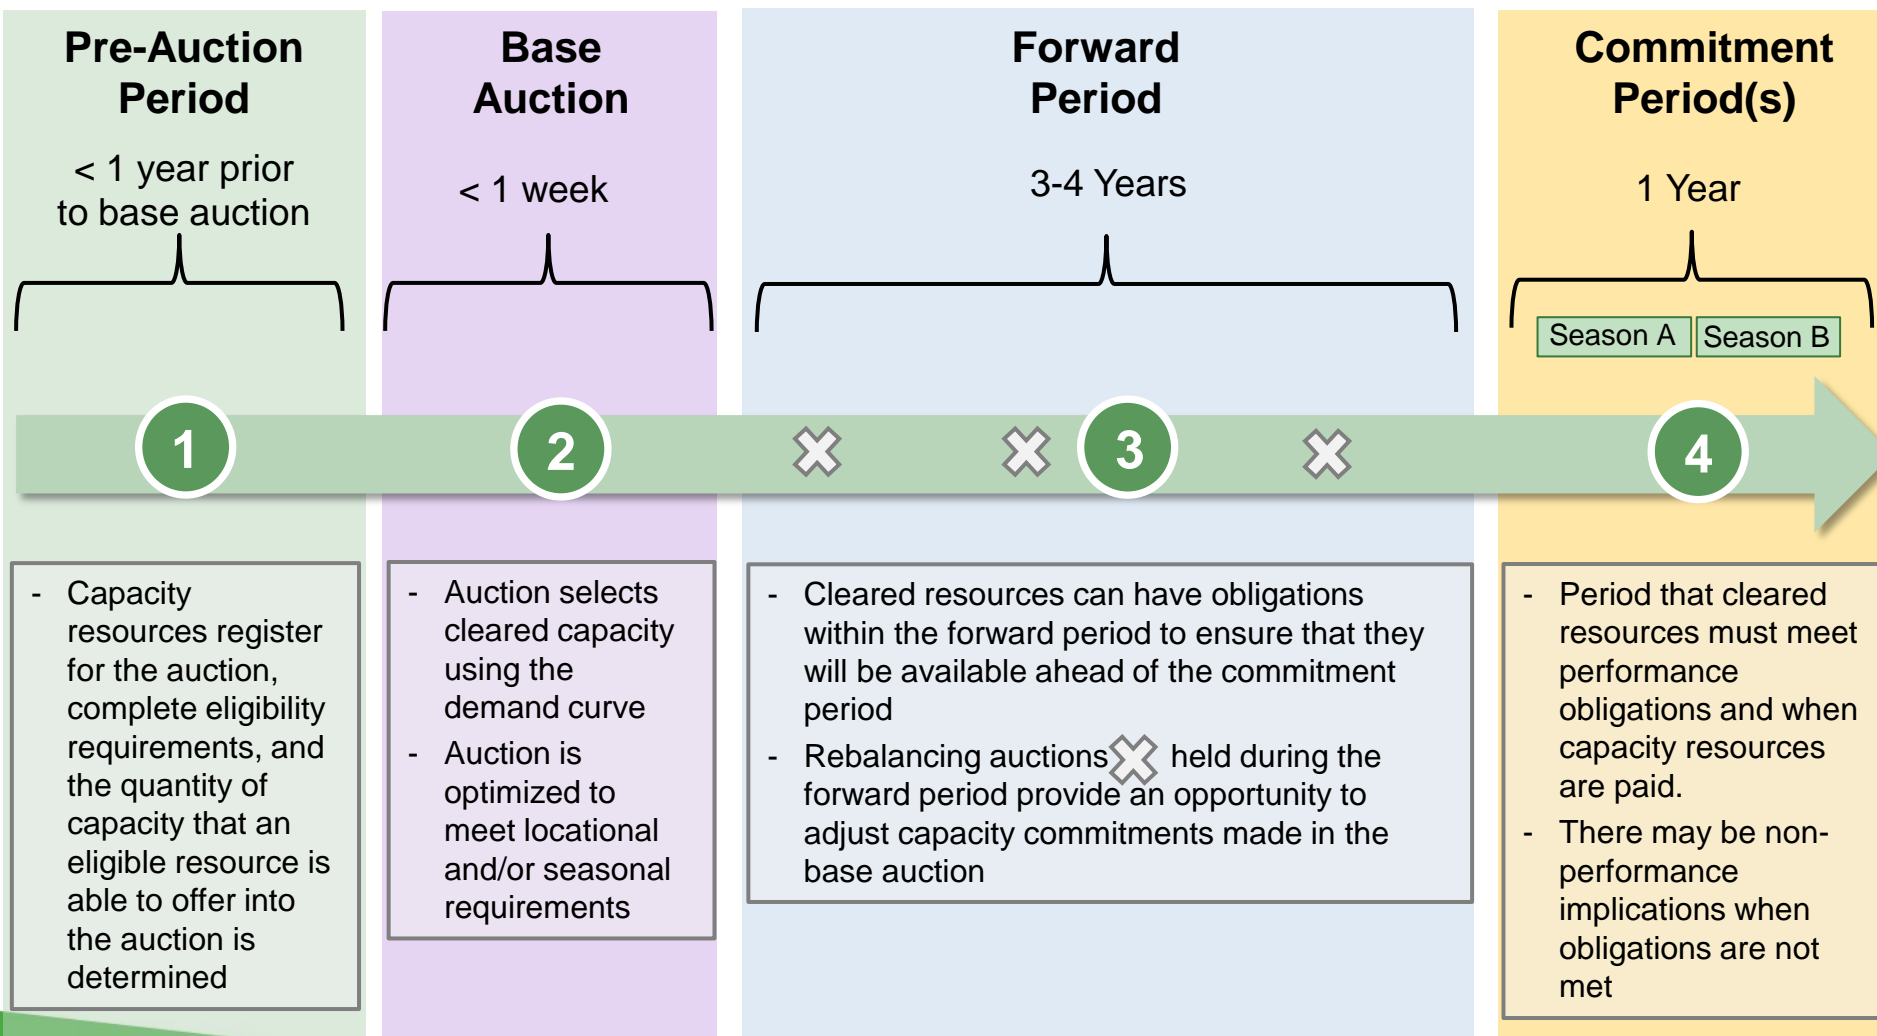 Pre-Auction
Period
< 1 year prior
to base auction
Base
Auction
< 1 week
Forward
Period
3-4 Years
Commitment
Period(s)
1 Year
Season A
Season B
1
2
3
4
- Capacity
resources register
for the auction,
complete eligibility
requirements, and
the quantity of
capacity that an
eligible resource is
able to offer into
the auction is
determined
- Auction selects
cleared capacity
using the
demand curve
- Auction is
optimized to
meet locational
and/or seasonal
requirements
- Cleared resources can have obligations
within the forward period to ensure that they
will be available ahead of the commitment
period
- Rebalancing auctions held during the
forward period provide an opportunity to
adjust capacity commitments made in the
base auction
- Period that cleared
resources must meet
performance
obligations and when
capacity resources
are paid.
- There may be non-
performance
implications when
obligations are not
met